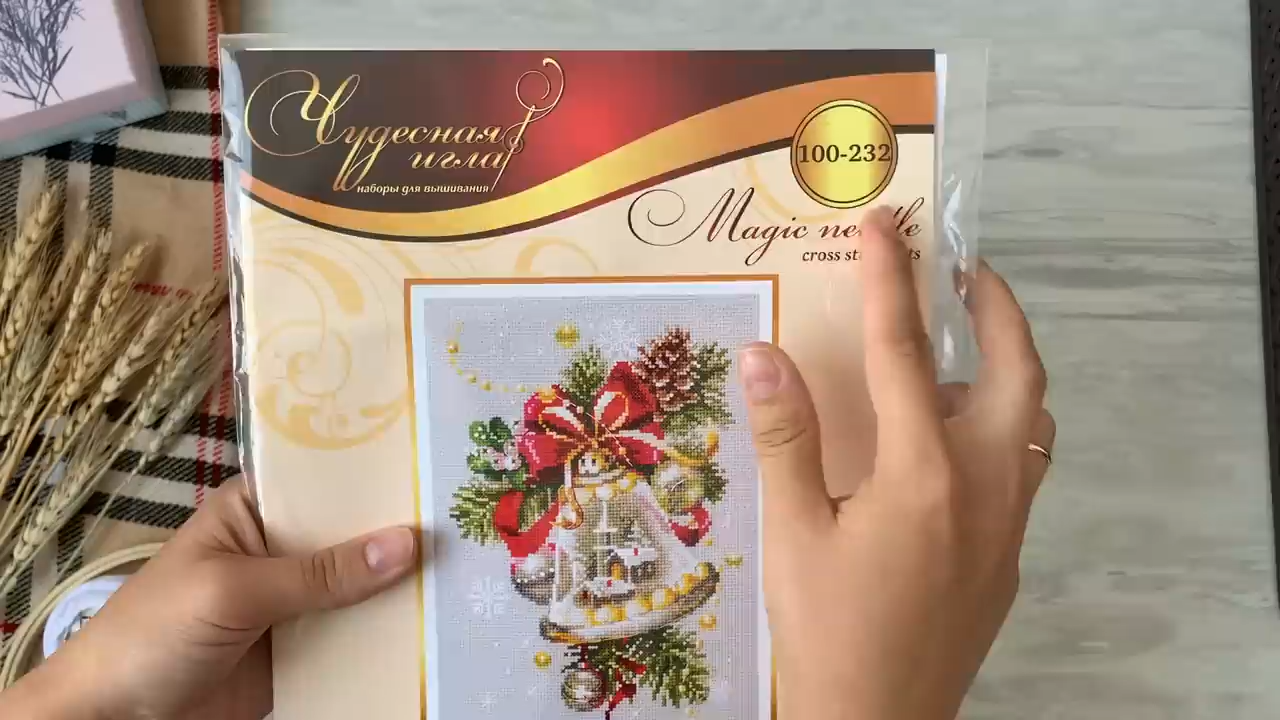 Чудесная
игла
наборы для вышивания
100-232
Magic
cross